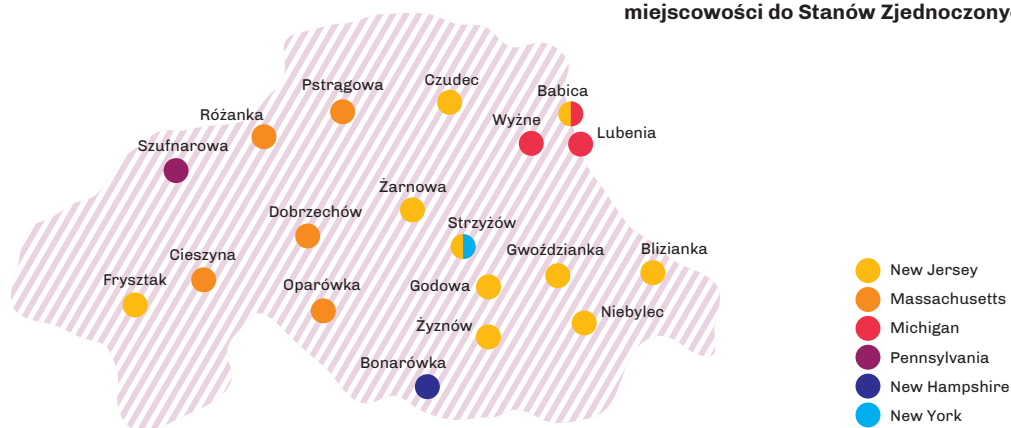 miejscowości do Stanów
Pstrągowa
Czudec
Babica
Różanka
Wyżne
Lubenia
Szufnarowa
Żarnowa
Dobrzechów
Strzyżów
Cieszyna
Gwoździanka
Blizianka
Frysztak
Oparówka
Godowa
Niebylec
Żyznów
Bonarówka
New Jersey
Massachusetts
Michigan
Pennsylvania
New Hampshire
New York